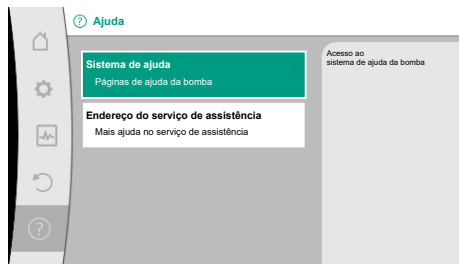 Ajuda
Sistema de ajuda
Páginas de ajuda da bomba
Endereço do serviço de assistência
Mais ajuda no serviço de assistência
Acesso ao
sistema de ajuda da bomba